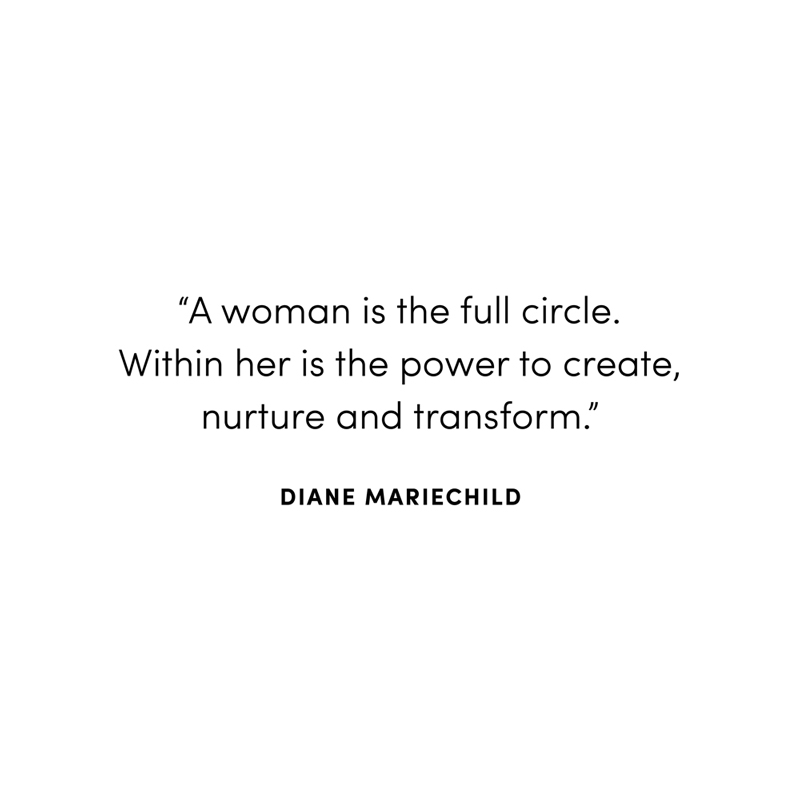 “A woman is the full circle.
Within her is the power to create,
nurture and transform.”
DIANE MARIECHILD